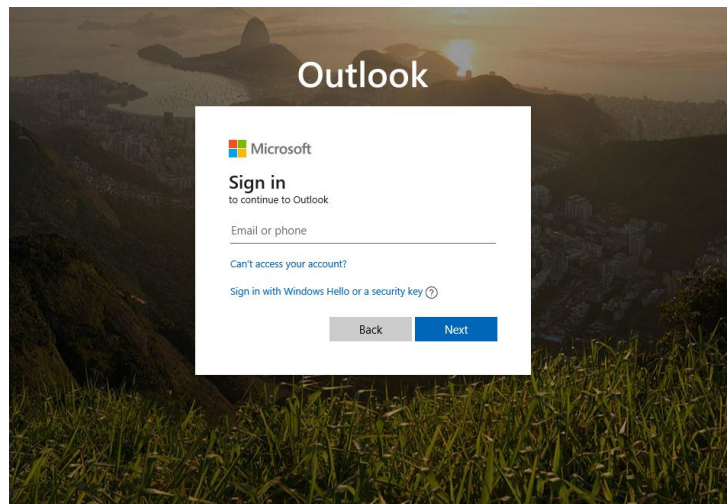 Outlook
Microsoft
Sign in
to continue to Outlook
Email or phone
Can't access your account?
Sign in with Windows Hello or a security key ?
Back Next